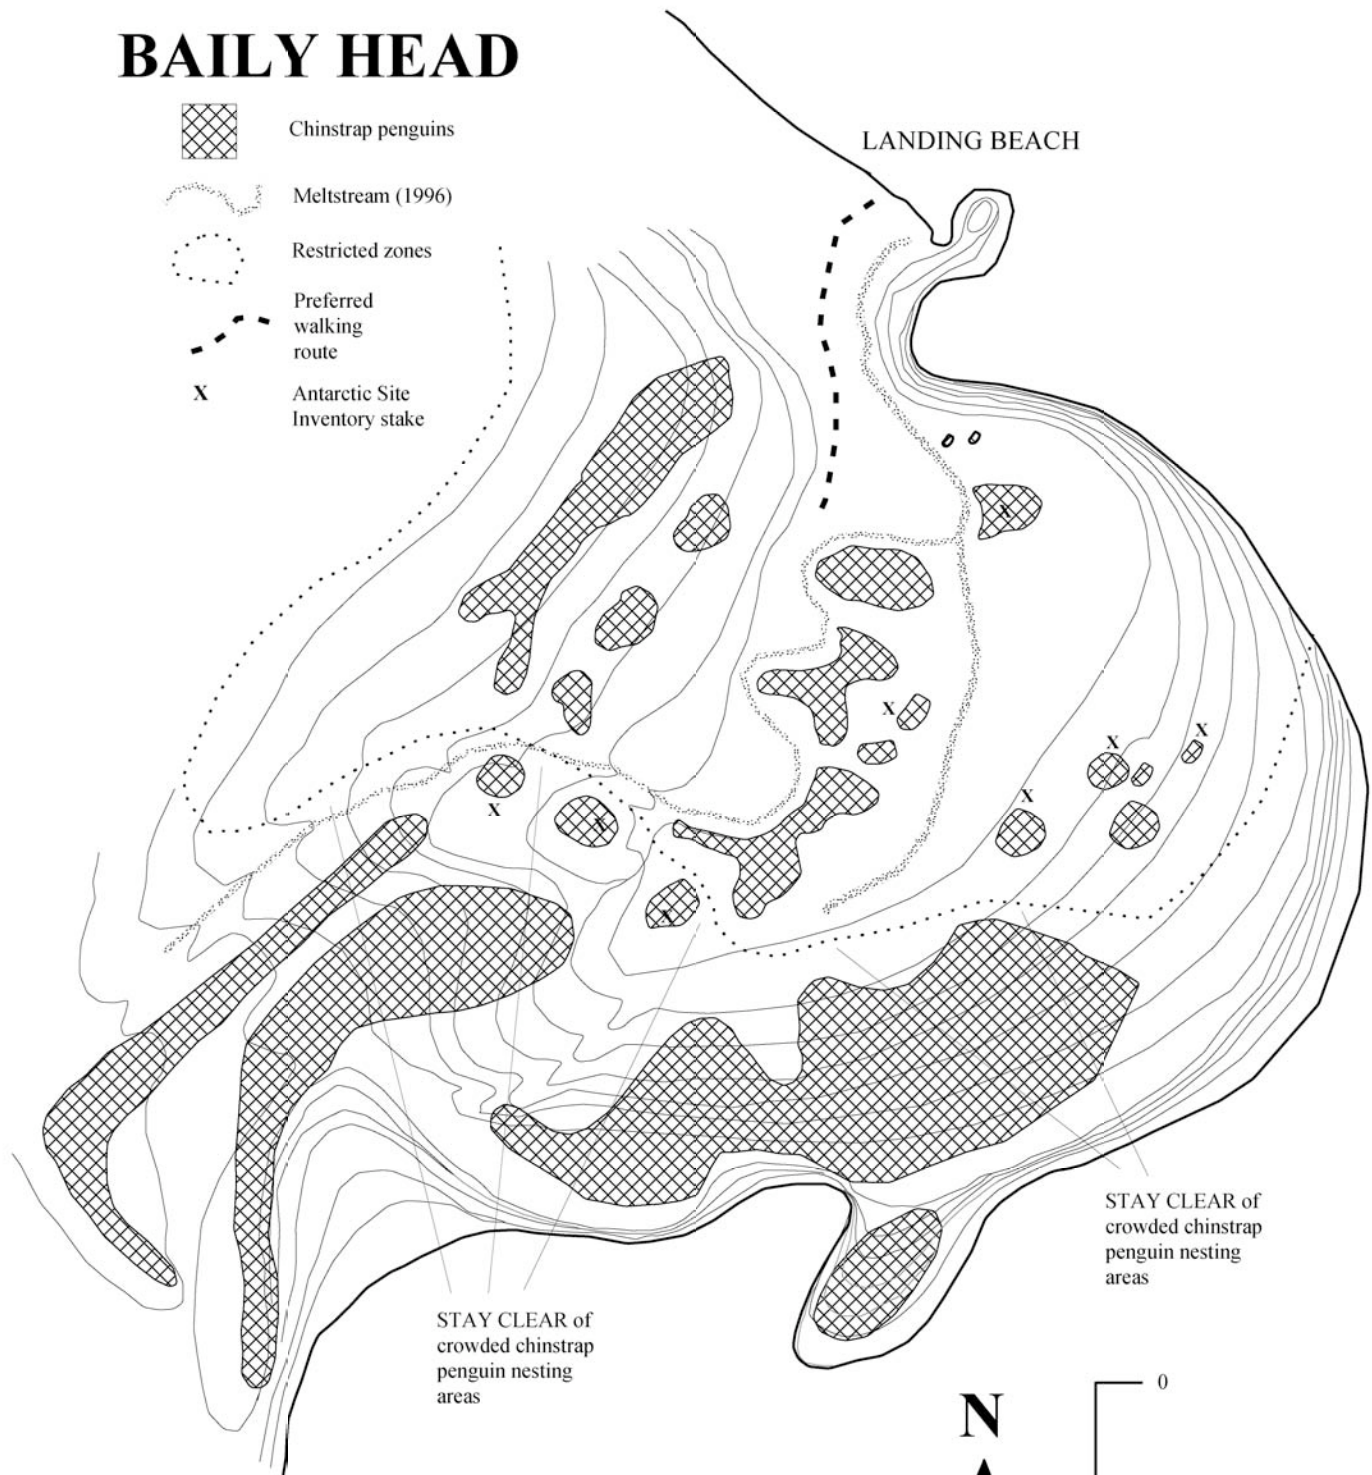 BAILY HEAD
Chinstrap penguins
Meltstream (1996)
Restricted zones
Preferred
walking
route
X
Antarctic Site
Inventory stake
LANDING BEACH
X
X
X
X
X
X
X
X
STAY CLEAR of
crowded chinstrap
penguin nesting
areas
STAY CLEAR of
crowded chinstrap
penguin nesting
areas
N
0